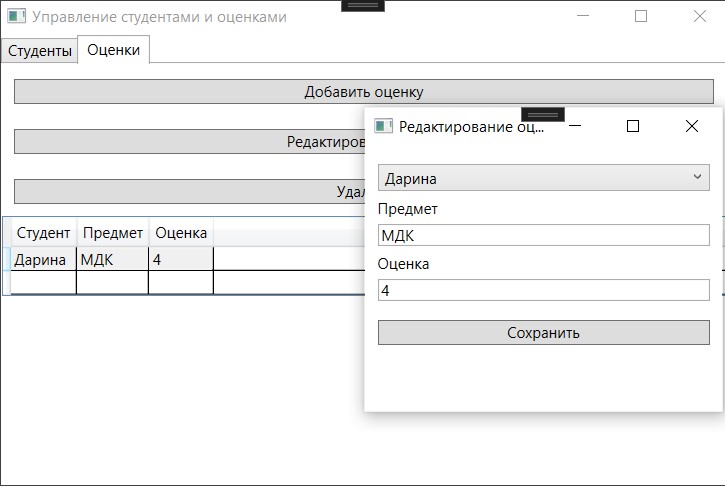 Управление студентами и оценками
Студенты Оценки
Добавить оценку
Редактиров
Удал
Студент Предмет Оценка
Дарина МДК 4
Редактирование оц...
Дарина
Предмет
МДК
Оценка
4
Сохранить